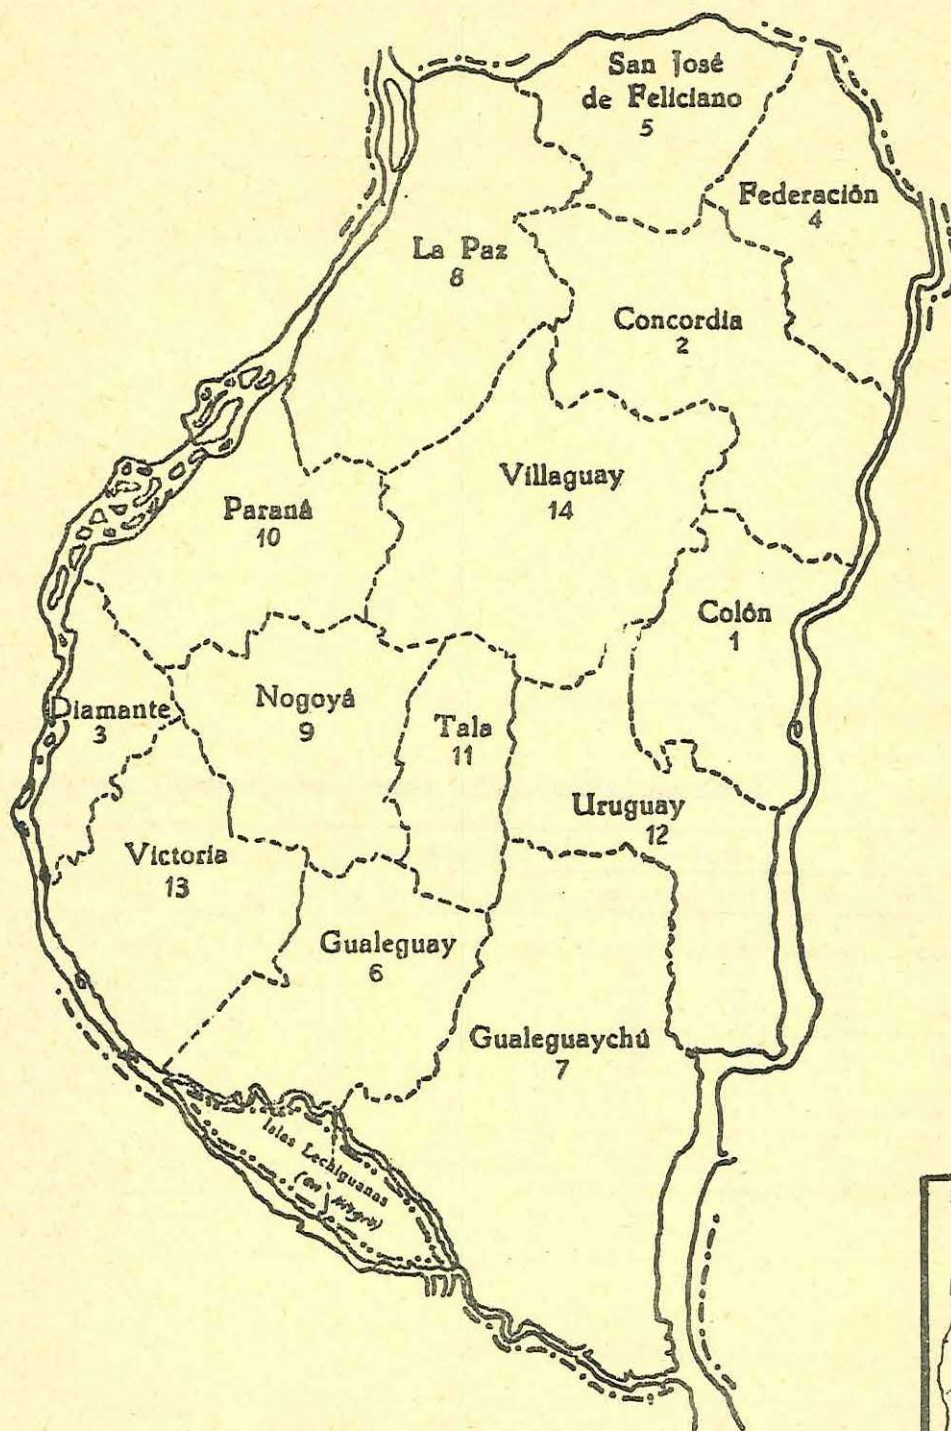 San José
de Feliciano
5
Federación
4
La Paz
8
Concordia
2
Villaguay
14
Paraná
10
Colón
1
Diamante
3
Nogoyá
9
Tala
11
Uruguay
12
Victoria
13
Gualeguay
6
Gualeguaychú
7
Islas Lechiguanas
(en